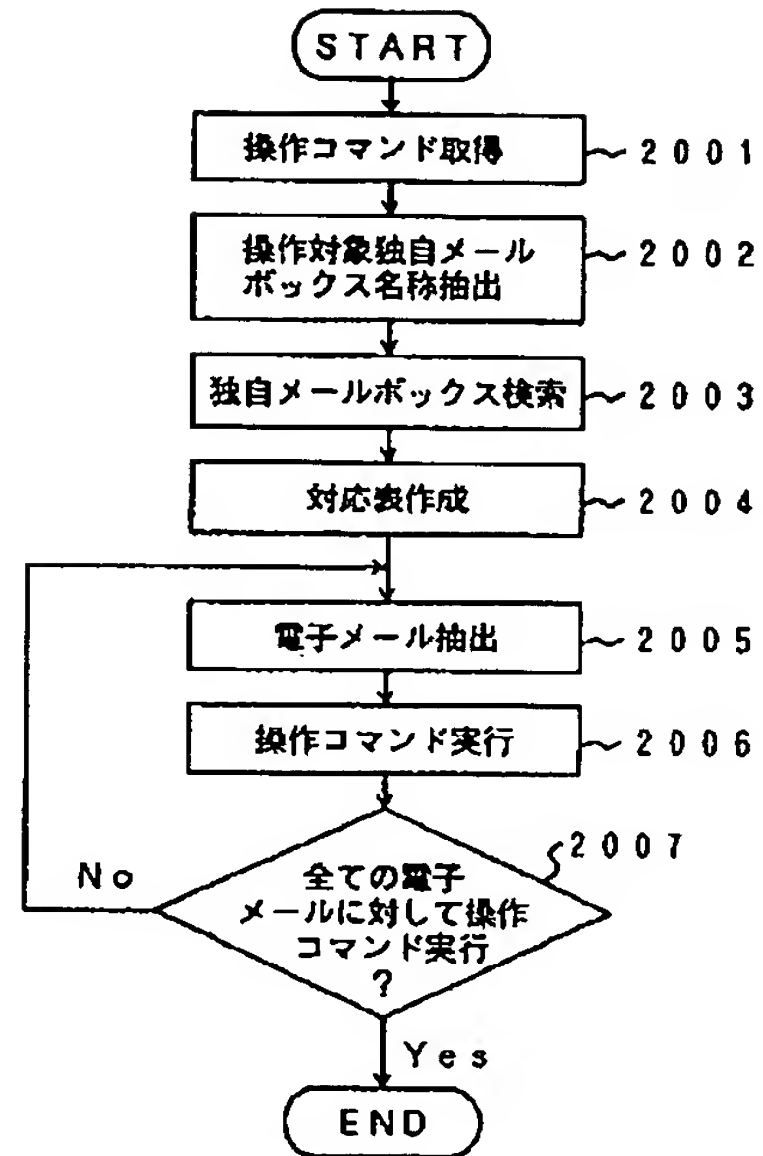 START
操作コマンド取得
2001
操作対象独自メール
ボックス名称抽出
2002
独自メールボックス検索
2003
対応表作成
2004
電子メール抽出
2005
操作コマンド実行
2006
2007
全ての電子
メールに対して操作
コマンド実行
?
No
Yes
END